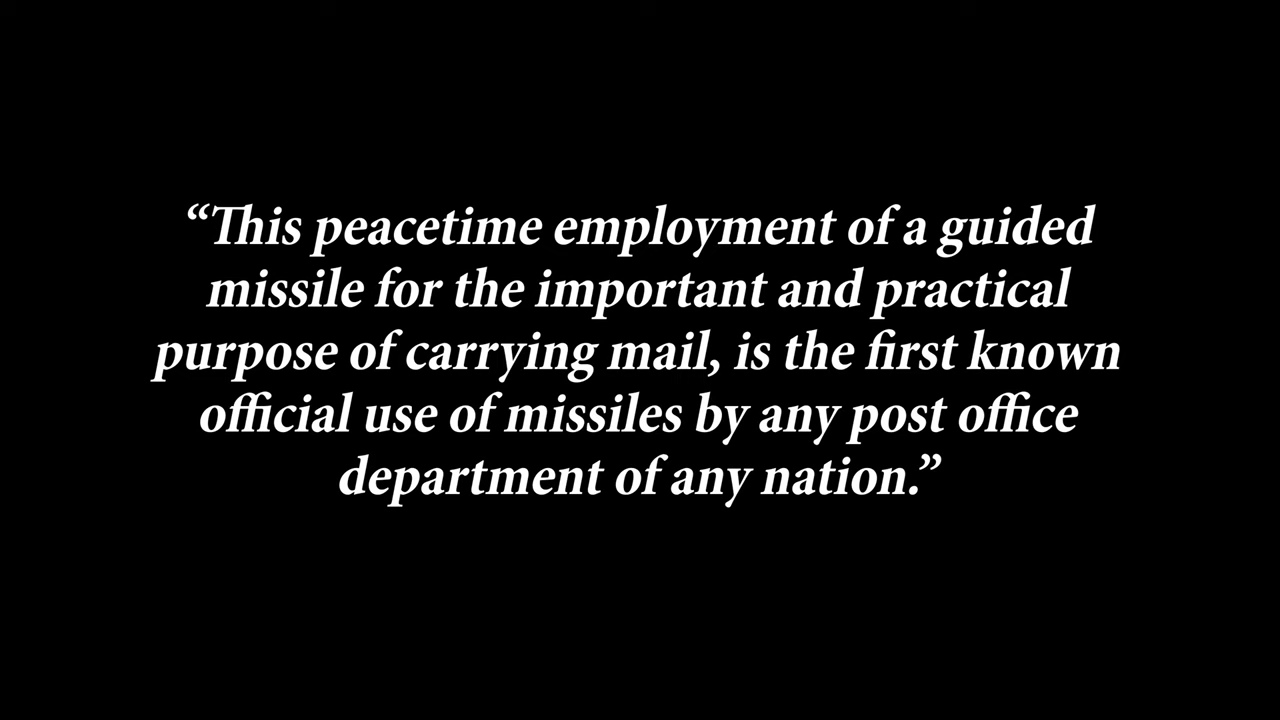 “This peacetime employment of a guided
missile for the important and practical
purpose of carrying mail, is the first known
official use of missiles by any post office
department of any nation.”